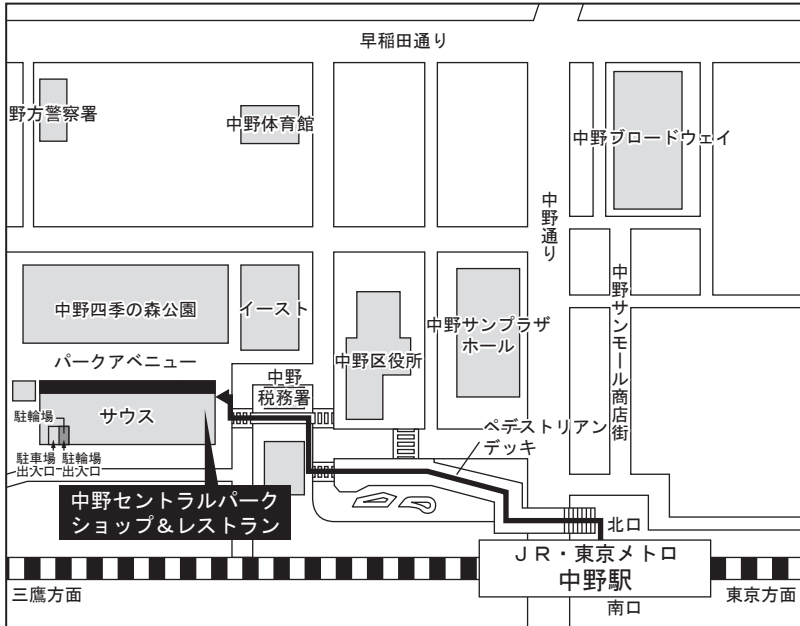 早稲田通り
野方警察署
中野体育館
中野ブロードウェイ
中野通り
中野四季の森公園
イースト
中野サンプラザ
ホール
中野サンモール商店街
中野区役所
パークアベニュー
中野
税務署
サウス
駐輪場
駐車場
出入口
駐輪場
出入口
ペデストリアン
デッキ
中野セントラルパーク
ショップ&レストラン
北口
JR・東京メトロ
中野駅
三鷹方面
東京方面
南口